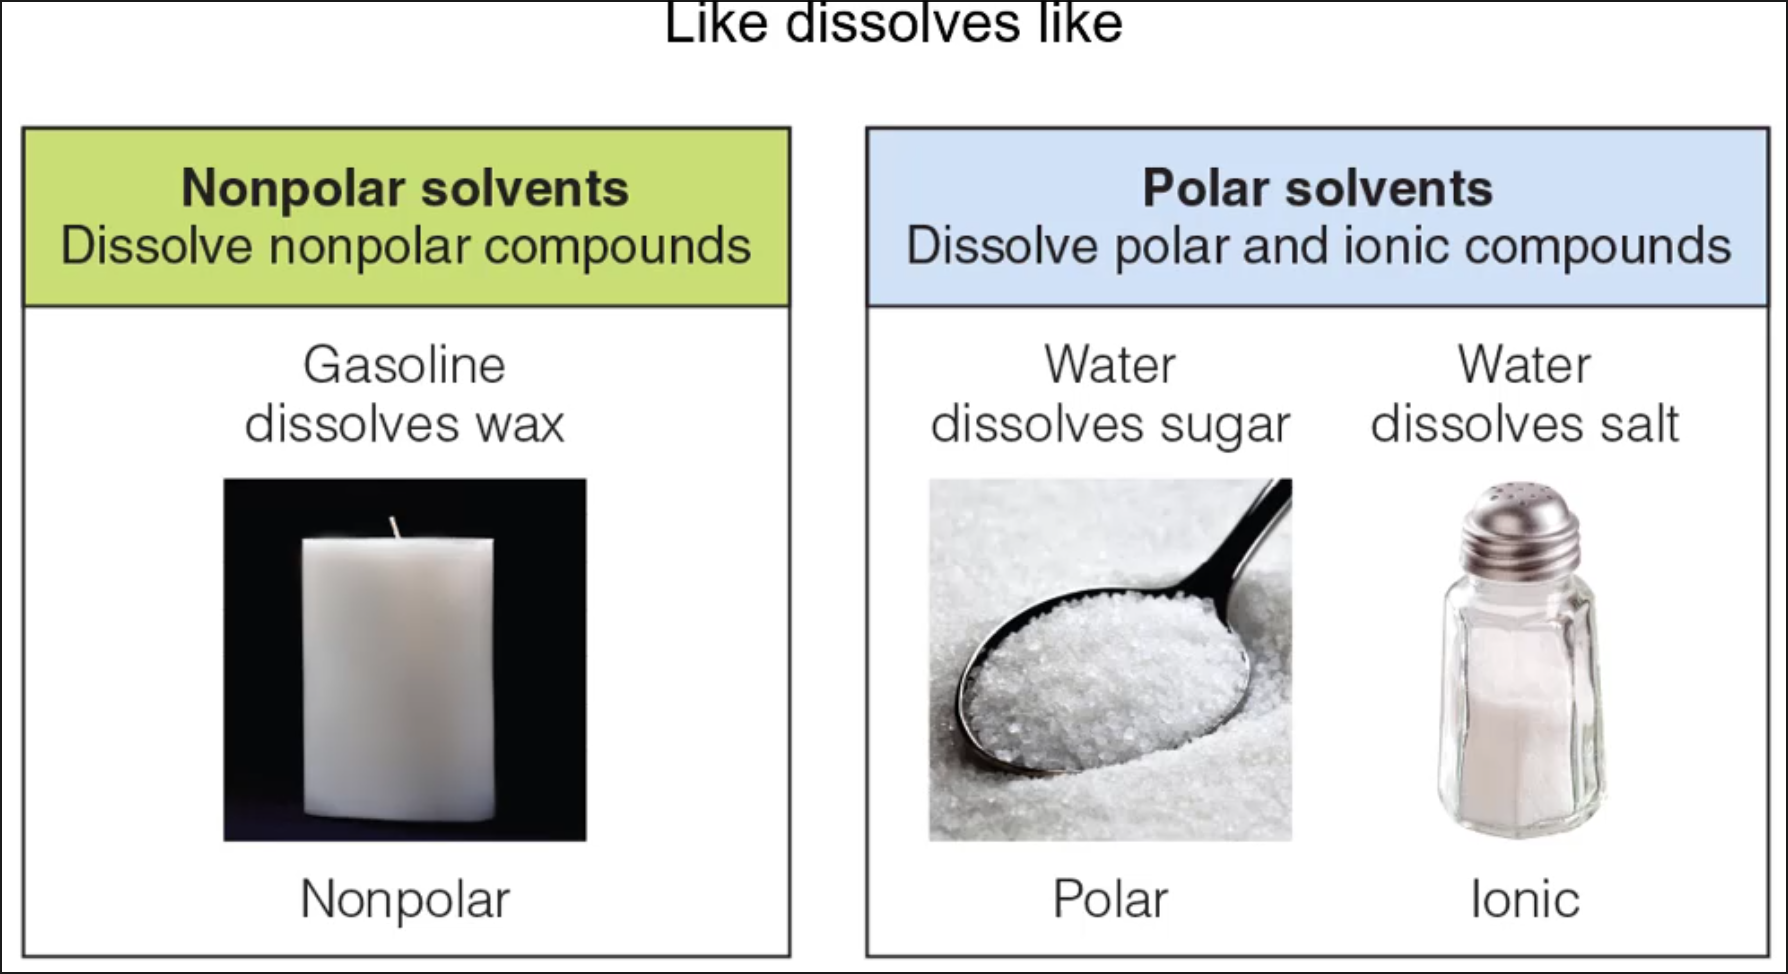 Like dissolves like
Nonpolar solvents
Dissolve nonpolar compounds
Gasoline
dissolves wax
Nonpolar
Polar solvents
Dissolve polar and ionic compounds
Water
dissolves sugar
Polar
Water
dissolves salt
Ionic